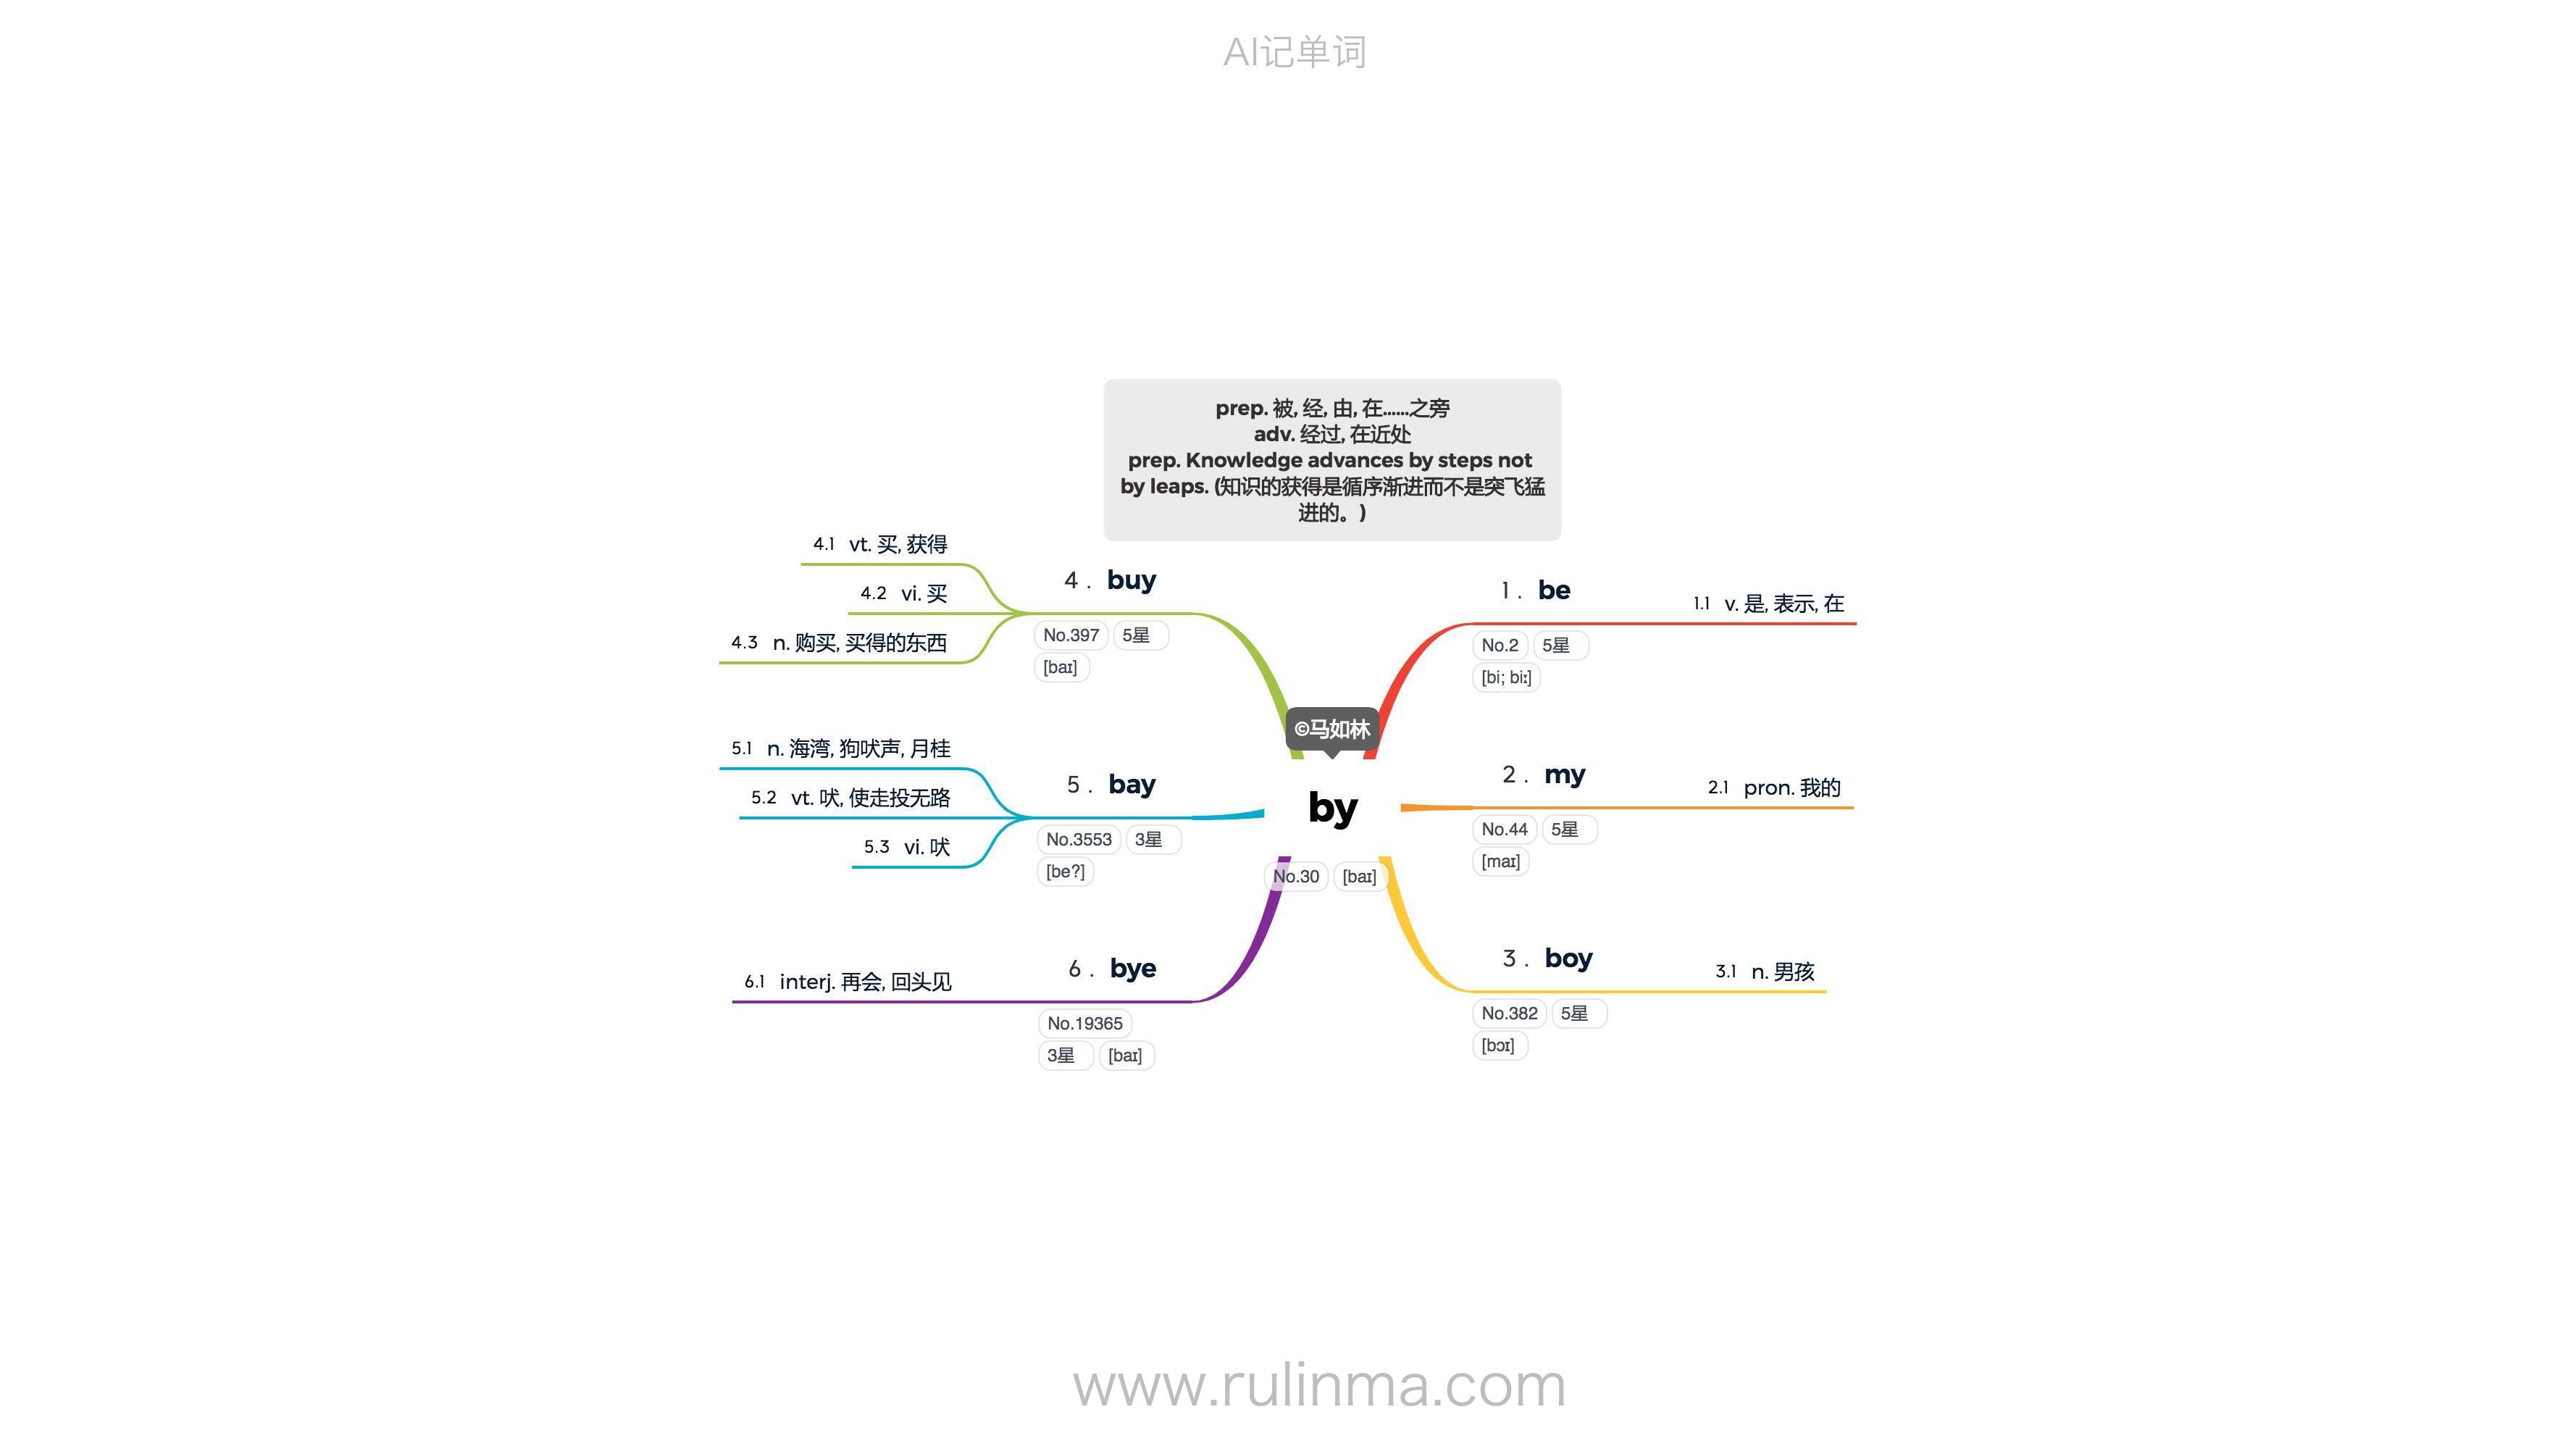 AI记单词
prep. 被, 经, 由, 在......之旁
adv. 经过, 在近处
prep. Knowledge advances by steps not
by leaps. (知识的获得是循序渐进而不是突飞猛
进的。)
©马如林
by
No.30 [baɪ]
1 . be
No.2 5星
[bi; biː]
1.1 v. 是, 表示, 在
2 . my
No.44 5星
[maɪ]
2.1 pron. 我的
3 . boy
No.382 5星
[bɔɪ]
3.1 n. 男孩
4 . buy
No.397 5星
[baɪ]
4.1 vt. 买, 获得
4.2 vi. 买
4.3 n. 购买, 买得的东西
5 . bay
No.3553 3星
[be?]
5.1 n. 海湾, 狗吠声, 月桂
5.2 vt. 吠, 使走投无路
5.3 vi. 吠
6 . bye
No.19365
3星 [baɪ]
6.1 interj. 再会, 回头见
www.rulinma.com